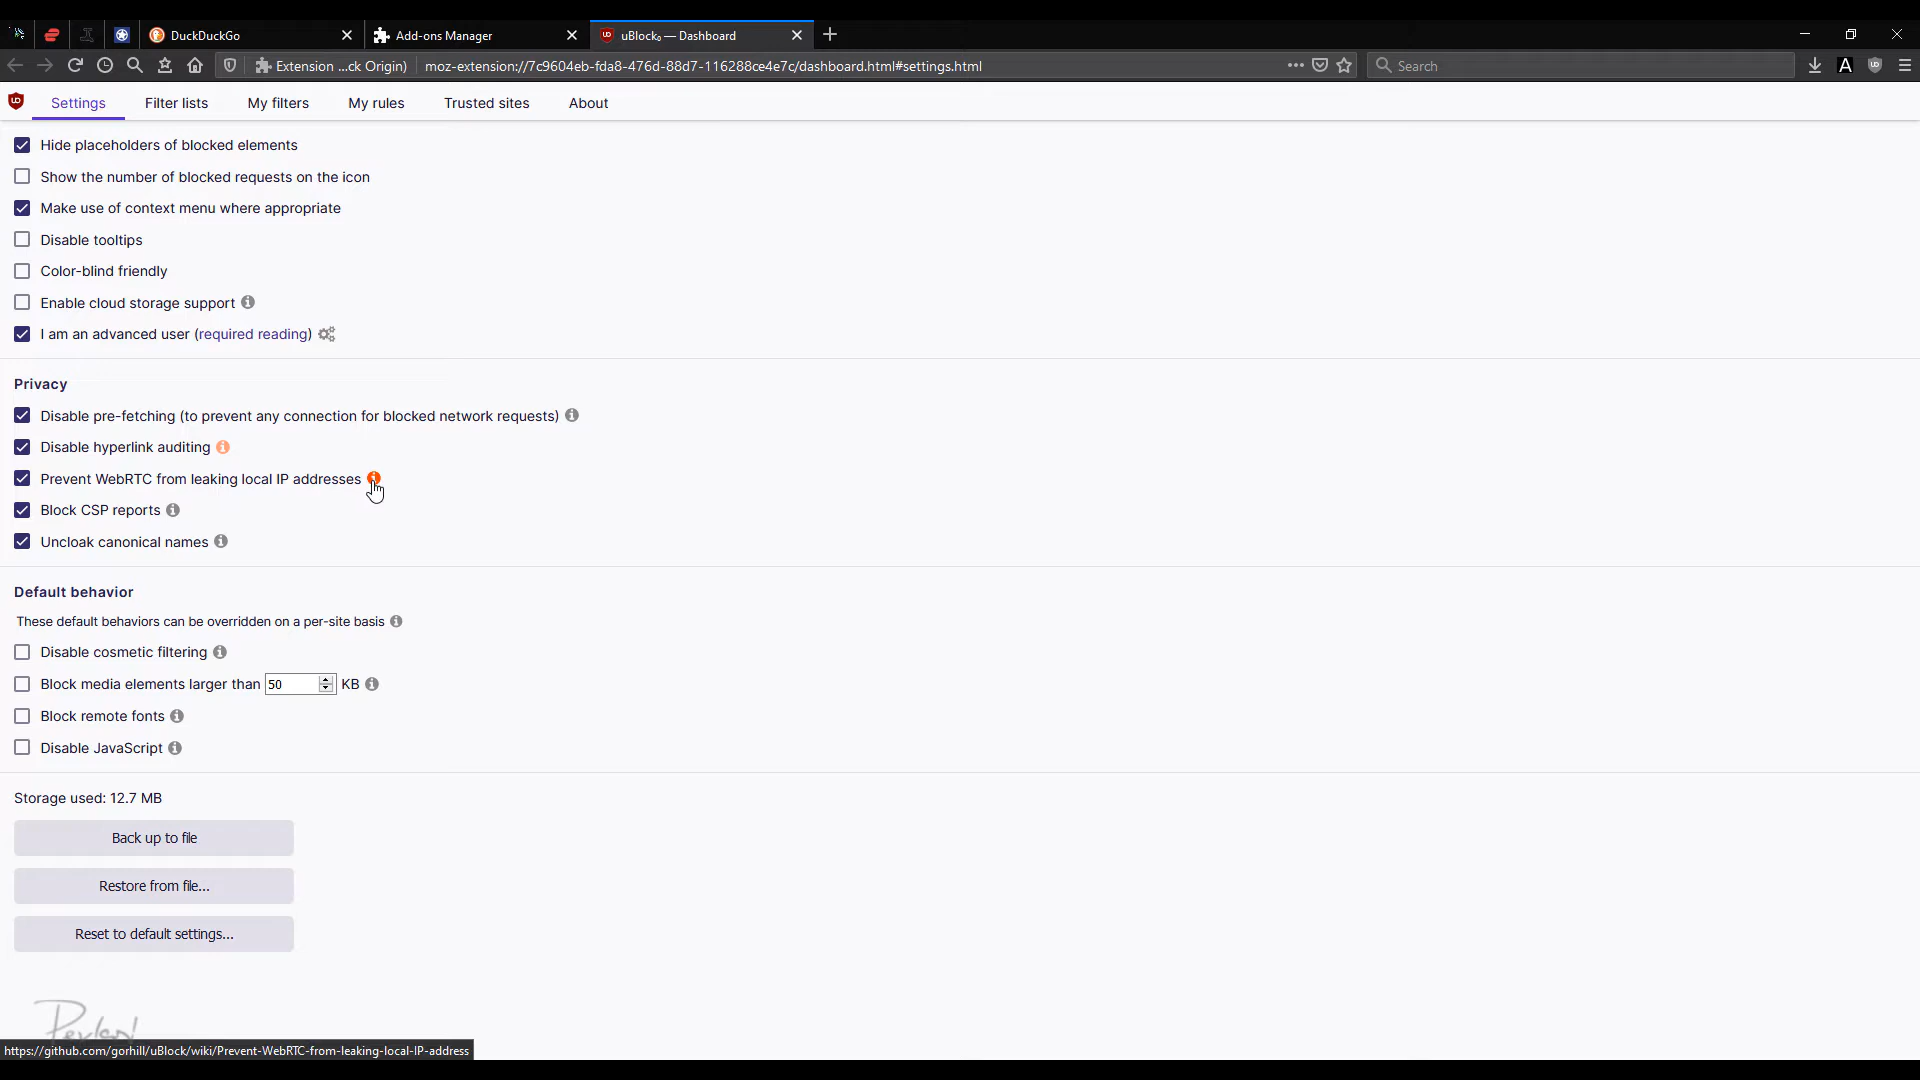 DuckDuckGo
Add-ons Manager
uBlock₀ — Dashboard
Extension ...ck Origin)
moz-extension://7c9604eb-fda8-476d-88d7-116288ce4e7c/dashboard.html#settings.html
Search
A
Settings
Filter lists
My filters
My rules
Trusted sites
About
Hide placeholders of blocked elements
Show the number of blocked requests on the icon
Make use of context menu where appropriate
Disable tooltips
Color-blind friendly
Enable cloud storage support
I am an advanced user (required reading)
Privacy
Disable pre-fetching (to prevent any connection for blocked network requests)
Disable hyperlink auditing
Prevent WebRTC from leaking local IP addresses
Block CSP reports
Uncloak canonical names
Default behavior
These default behaviors can be overridden on a per-site basis
Disable cosmetic filtering
Block media elements larger than 50 KB
Block remote fonts
Disable JavaScript
Storage used: 12.7 MB
Back up to file
Restore from file...
Reset to default settings...
https://github.com/gorhill/uBlock/wiki/Prevent-WebRTC-from-leaking-local-IP-address